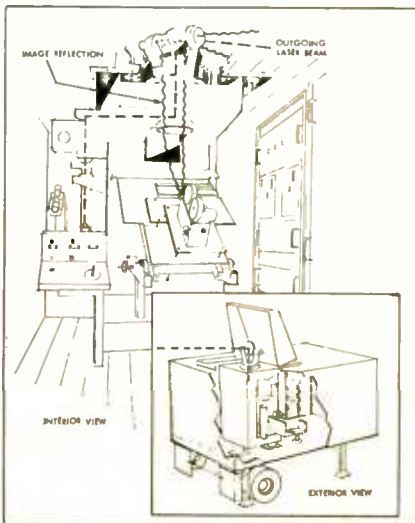 IMAGE REFLECTION
OUTGOING
LASER BEAM
INTERIOR VIEW
EXTERIOR VIEW